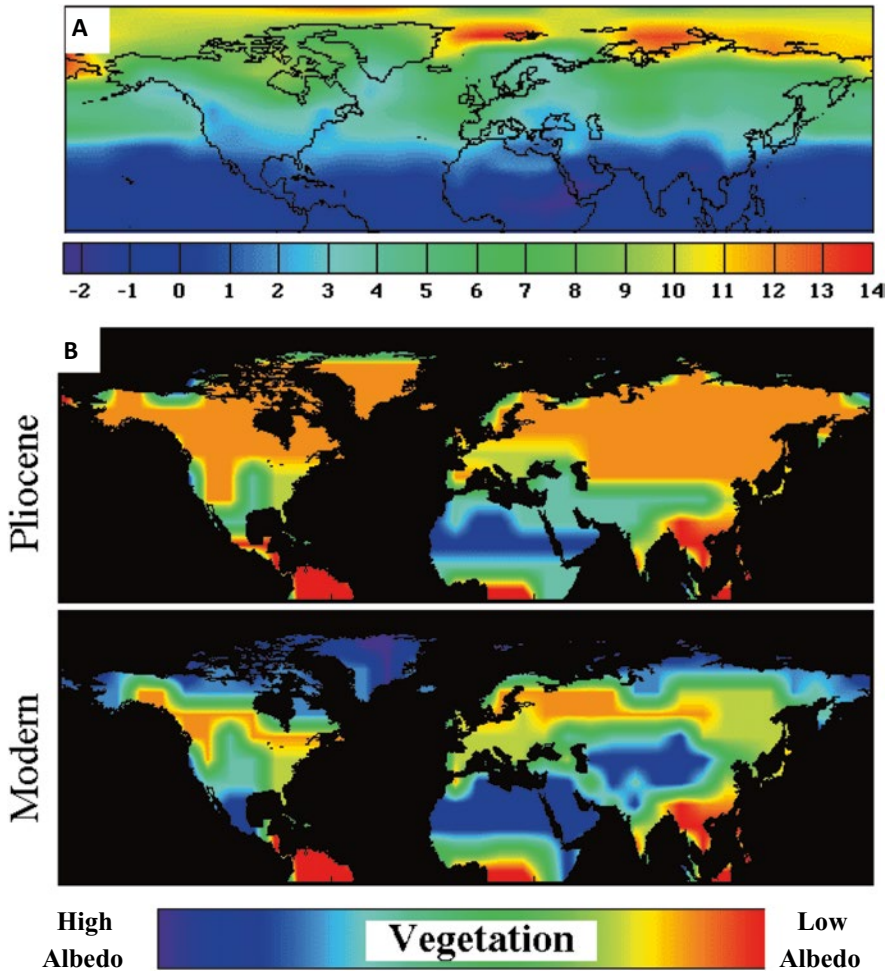 A
-2 -1 0 1 2 3 4 5 6 7 8 9 10 11 12 13 14
B
Pliocene
Modern
High Albedo
Vegetation
Low Albedo